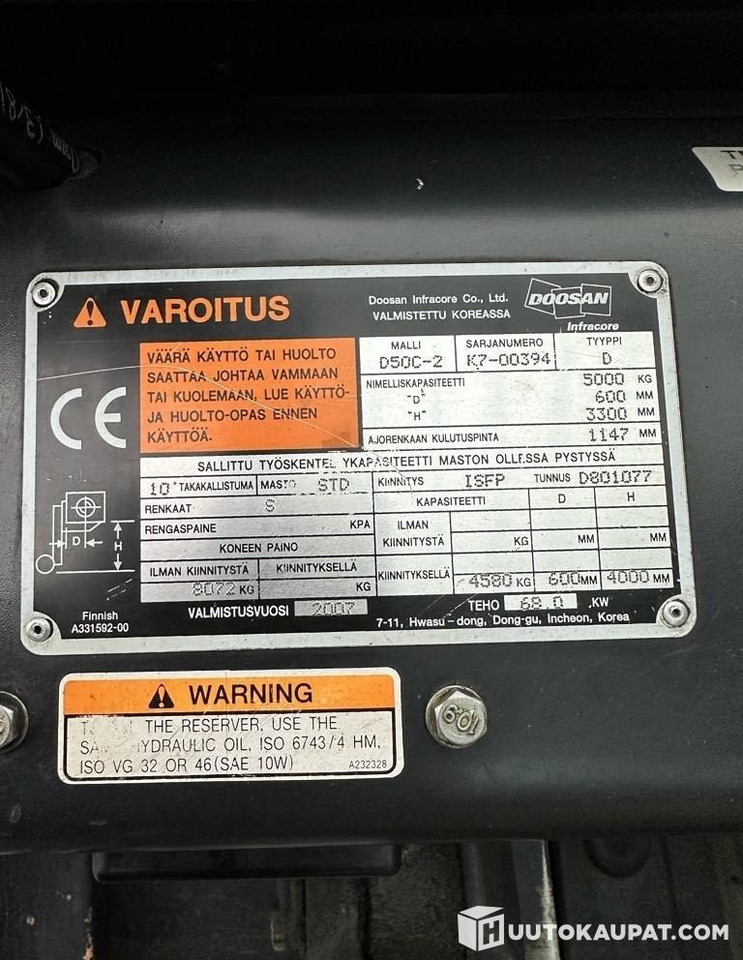 VAROITUS
Doosan Infracore Co., Ltd.
VALMISTETTU KOREASSA
DOOSAN
Infracore
CE
VÄÄRÄ KÄYTTÖ TAI HUOLTO
SAATTAA JOHTAA VAMMAAN
TAI KUOLEMAAN, LUE KÄYTTÖ-
JA HUOLTO-OPAS ENNEN
KÄYTTÖÄ.
MALLI SARJANUMERO TYYPPI
D50C-2 K7-00394 D
NIMELLISKAPASITEETTI 5000 KG
"D" 600 MM
"H" 3300 MM
AJORENKAAN KULUTUSPINTA 1147 MM
SALLITTU TYÖSKENTEL YKAPASITEETTI MASTON OLLESSA PYSTYSSÄ
10° TAKAKALLISTUMA MASTO STD KIINNITYS ISFP TUNNUS D801077
RENKAAT S KAPASITEETTI D H
RENGASPAINE KPA ILMAN
KIINNITYSTÄ KG MM MM
KONEEN PAINO
ILMAN KIINNITYSTÄ KIINNITYKSELLÄ
8072 KG KG
KIINNITYKSELLÄ 4580 KG 600 MM 4000 MM
D
H
Finnish
A331592-00
VALMISTUSVUOSI 2007 TEHO 68.0 KW
7-11, Hwasu-dong, Dong-gu, Incheon, Korea
WARNING
THE RESERVER, USE THE
HYDRAULIC OIL, ISO 6743/4 HM,
ISO VG 32 OR 46(SAE 10W) A232328
10.9
HUUTOKAUPAT.COM